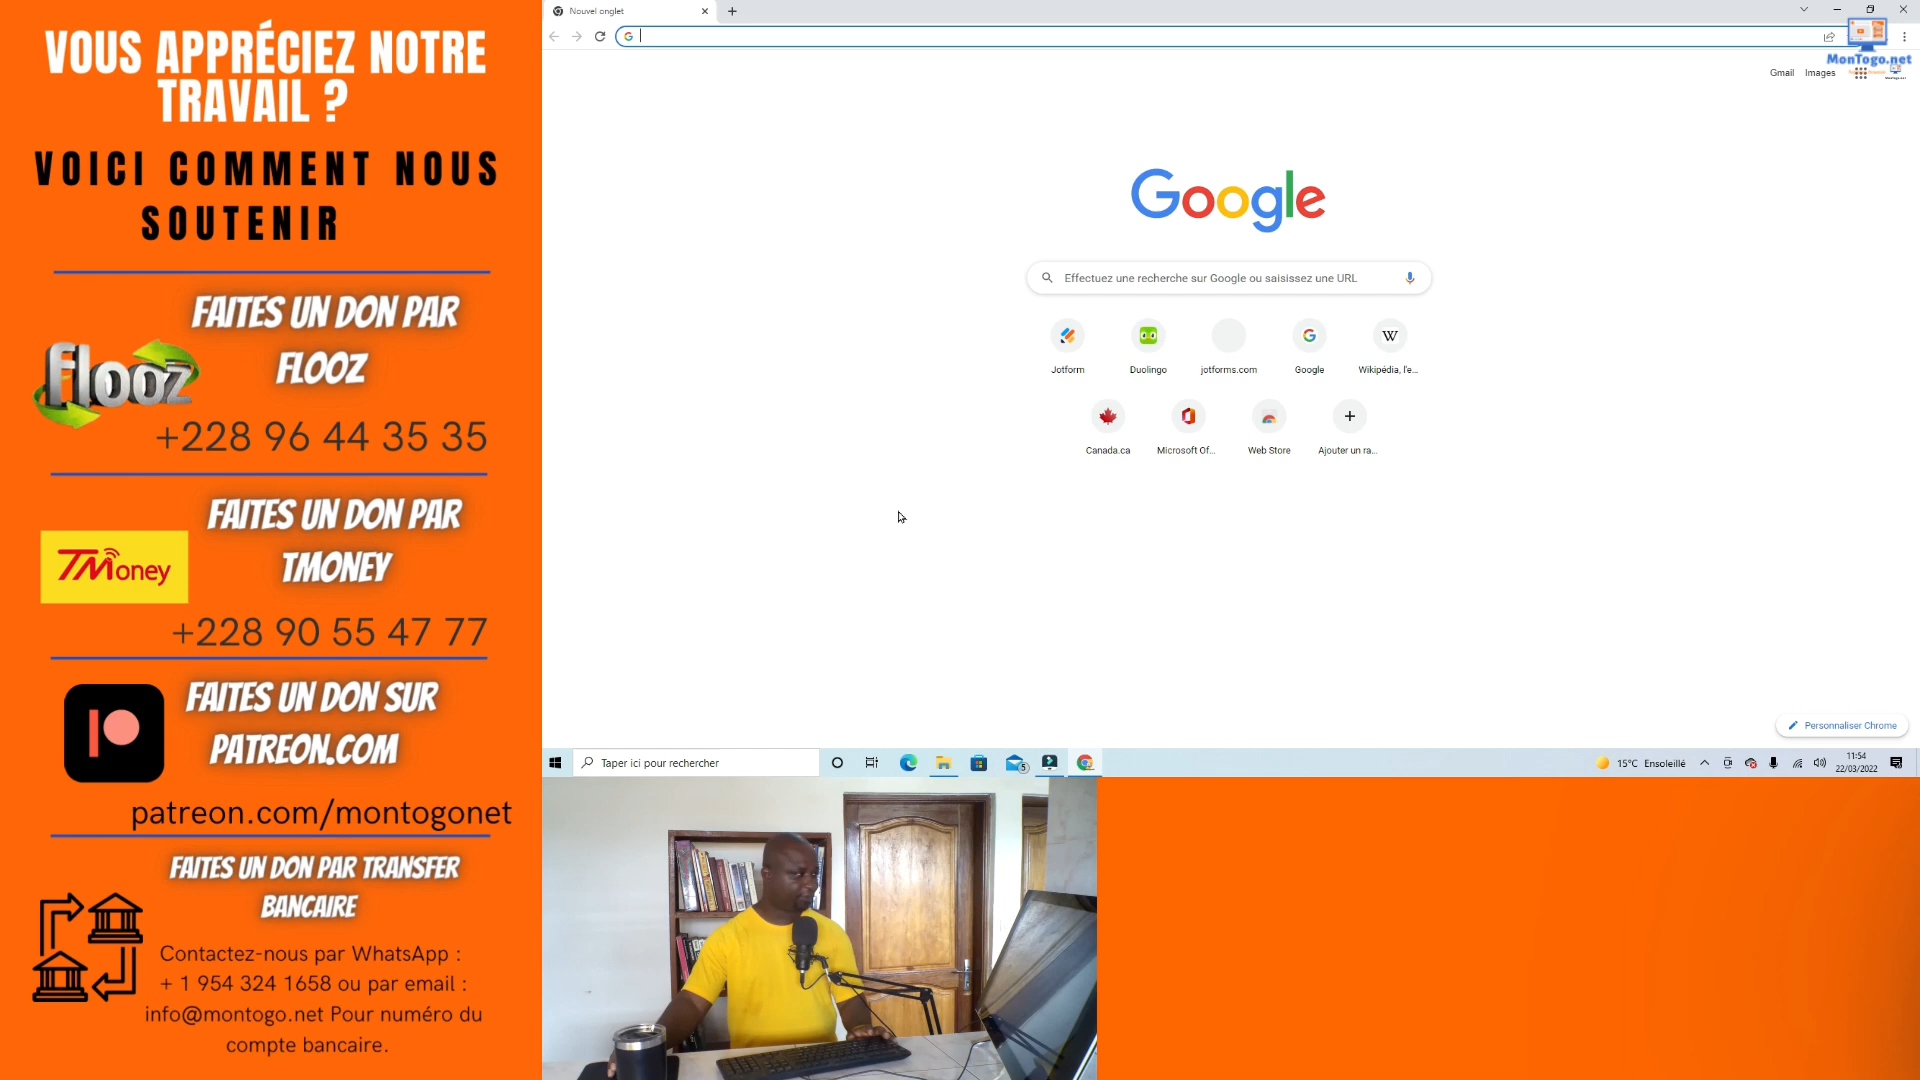 VOUS APPRÉCIEZ NOTRE
TRAVAIL ?
VOICI COMMENT NOUS
SOUTENIR
FAITES UN DON PAR
FLOOZ
flooz
+228 96 44 35 35
FAITES UN DON PAR
TMONEY
TMoney
+228 90 55 47 77
FAITES UN DON SUR
PATREON.COM
patreon.com/montogonet
FAITES UN DON PAR TRANSFER
BANCAIRE
Contactez-nous par WhatsApp :
+ 1 954 324 1658 ou par email :
info@montogo.net Pour numéro du
compte bancaire.
Nouvel onglet
MonTogo.net
Gmail Images
Google
Effectuez une recherche sur Google ou saisissez une URL
Jotform Duolingo jotforms.com Google Wikipédia, l'e...
Canada.ca Microsoft Of... Web Store Ajouter un ra...
Personnaliser Chrome
Taper ici pour rechercher
5
15°C Ensoleillé
11:54
22/03/2022